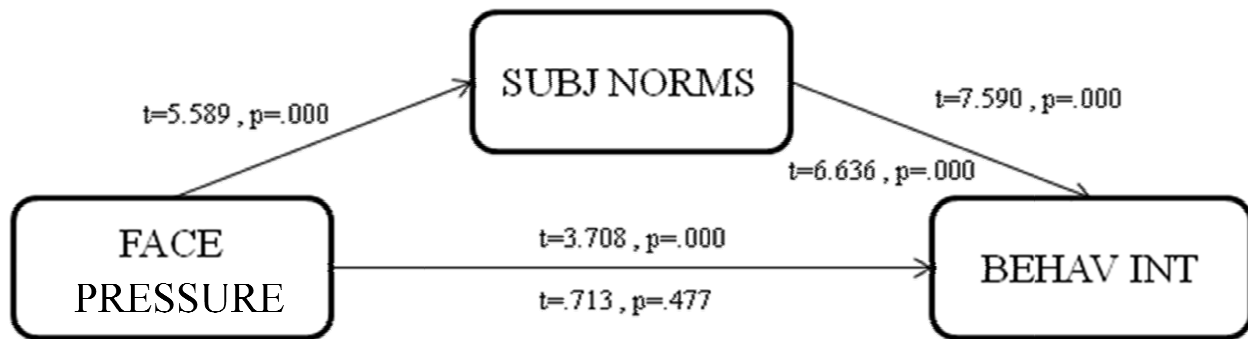 SUBJ NORMS
t=5.589 , p=.000
t=7.590 , p=.000
t=6.636 , p=.000
FACE
PRESSURE
t=3.708 , p=.000
t=.713 , p=.477
BEHAV INT